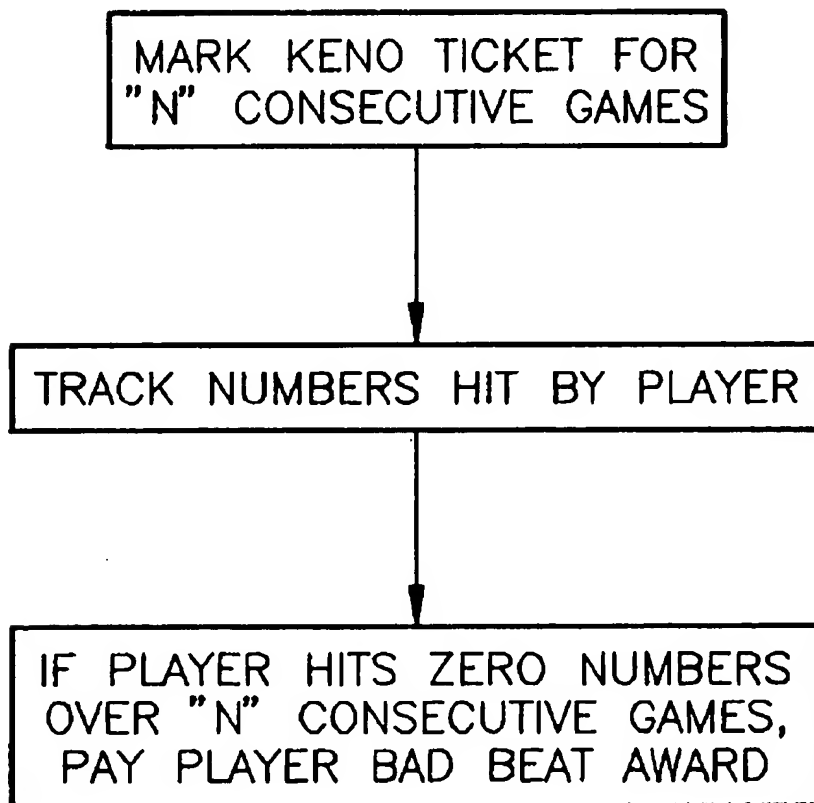 MARK KENO TICKET FOR
"N" CONSECUTIVE GAMES
TRACK NUMBERS HIT BY PLAYER
IF PLAYER HITS ZERO NUMBERS
OVER "N" CONSECUTIVE GAMES,
PAY PLAYER BAD BEAT AWARD